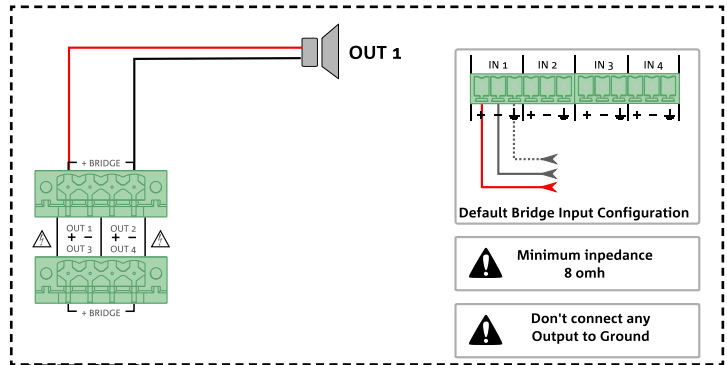 OUT 1
+ BRIDGE
OUT 1 OUT 2
+ − + −
OUT 3 OUT 4
+ BRIDGE
IN 1 IN 2 IN 3 IN 4
+ − + − + − + −
Default Bridge Input Configuration
Minimum inpedance
8 omh
Don't connect any
Output to Ground